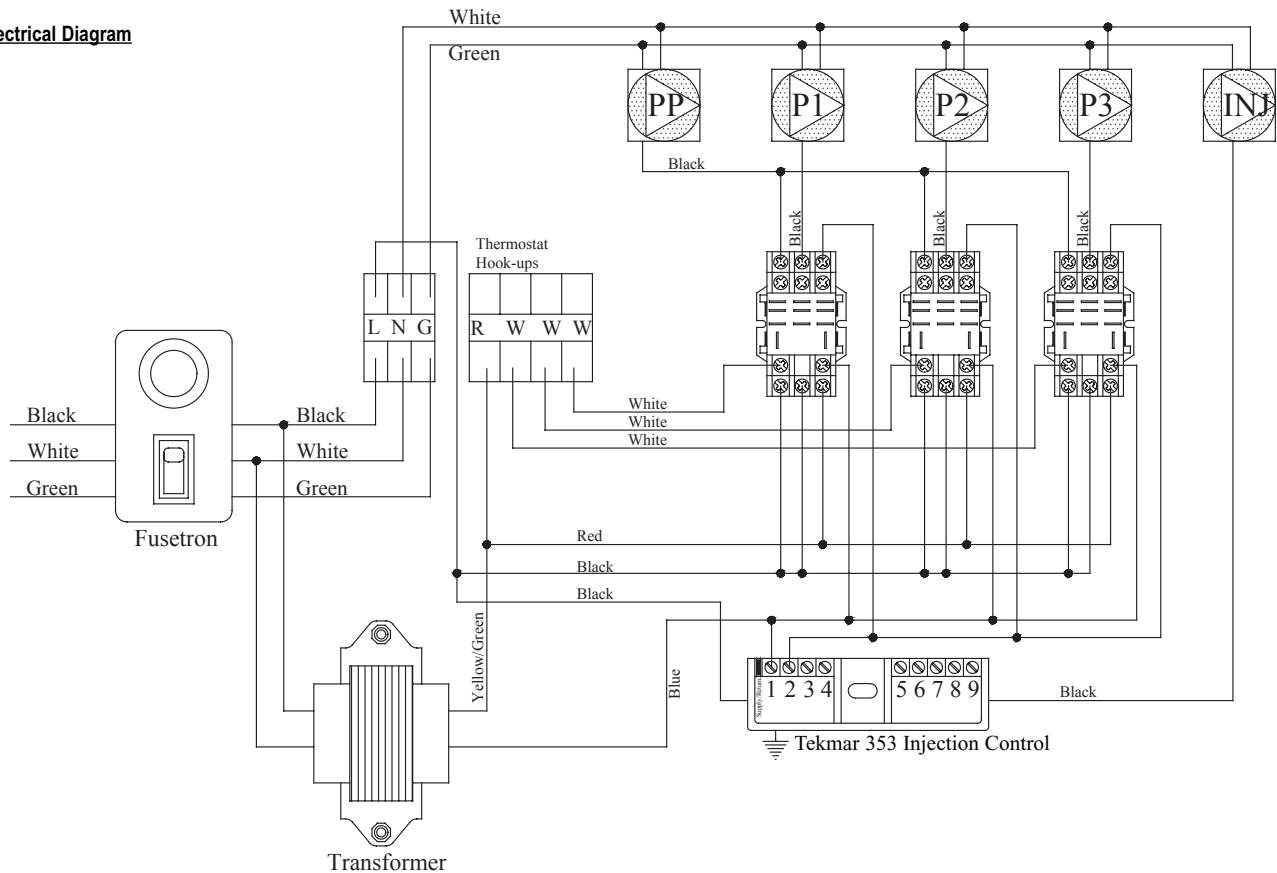 ectrical Diagram
White
Green
PP
P1
P2
P3
INJ
Black
Black
Black
Black
Thermostat
Hook-ups
L N G
R W W W
Black
White
Green
Black
White
Green
Fusetron
White
White
White
Red
Black
Black
Yellow/Green
Blue
Supply/Return
1 2 3 4
5 6 7 8 9
Black
Tekmar 353 Injection Control
Transformer